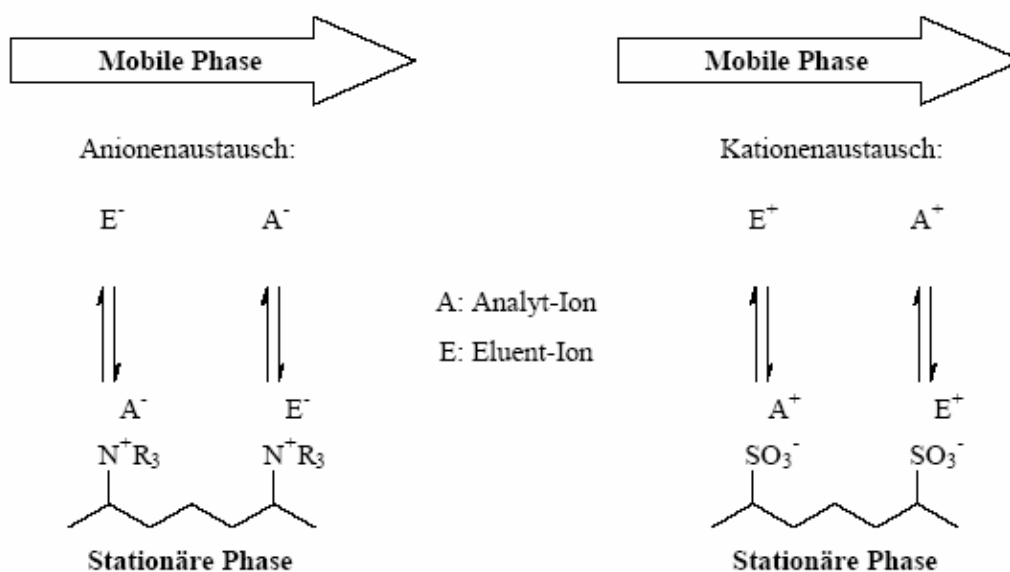 Mobile Phase Mobile Phase
Anionenaustausch: Kationenaustausch:
E⁻ A⁻ E⁺ A⁺
A: Analyt-Ion
E: Eluent-Ion
A⁻ E⁻ A⁺ E⁺
N⁺R₃ N⁺R₃ SO₃⁻ SO₃⁻
Stationäre Phase Stationäre Phase